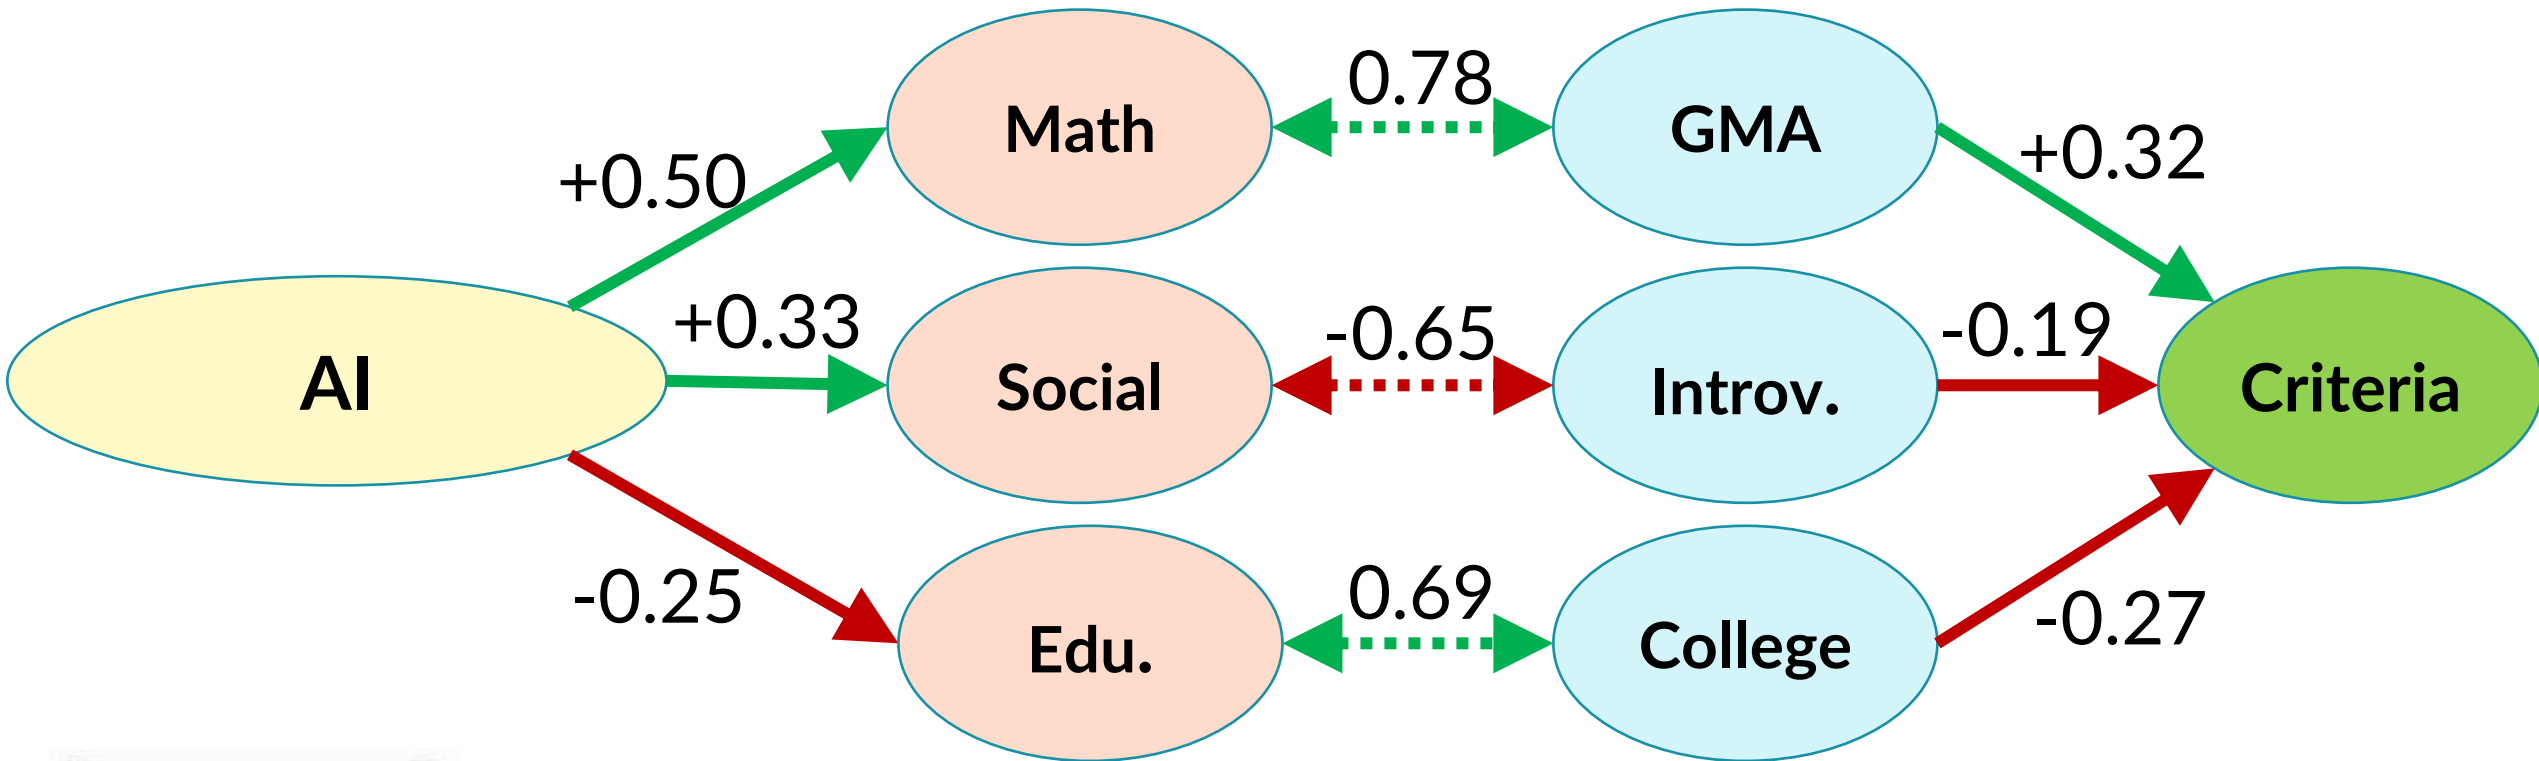 AI
+0.50
+0.33
-0.25
Math
Social
Edu.
0.78
-0.65
0.69
GMA
Introv.
College
+0.32
-0.19
-0.27
Criteria